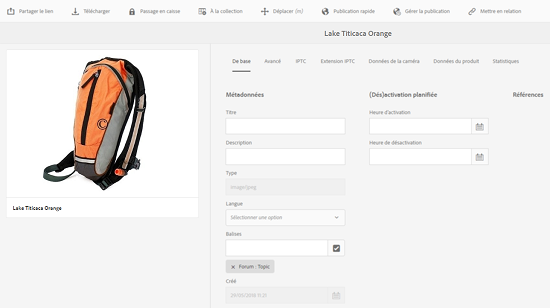 Partager le lien
Télécharger
Passage en caisse
À la collection
Déplacer (m)
Publication rapide
Gérer la publication
Mettre en relation
Lake Titicaca Orange
De base
Avancé
IPTC
Extension IPTC
Données de la caméra
Données du produit
Statistiques
Métadonnées
(Dés)activation planifiée
Références
Titre
Heure d'activation
Description
Heure de désactivation
Type
image/jpeg
Langue
Sélectionner une option
Balises
× Forum : Topic
Créé
Lake Titicaca Orange